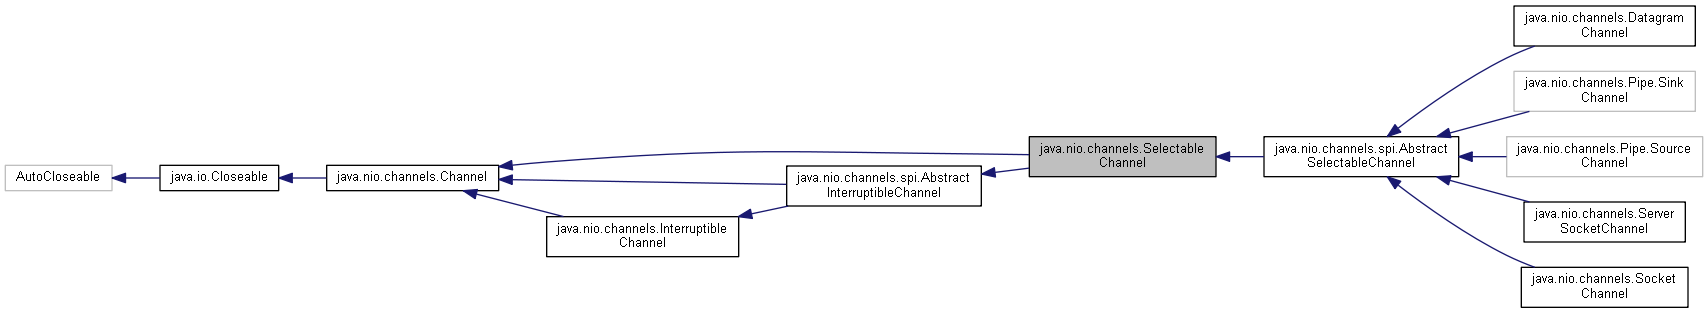 AutoCloseable
java.io.Closeable
java.nio.channels.Channel
java.nio.channels.Interruptible
Channel
java.nio.channels.spi.Abstract
InterruptibleChannel
java.nio.channels.Selectable
Channel
java.nio.channels.spi.Abstract
SelectableChannel
java.nio.channels.Datagram
Channel
java.nio.channels.Pipe.Sink
Channel
java.nio.channels.Pipe.Source
Channel
java.nio.channels.Server
SocketChannel
java.nio.channels.Socket
Channel